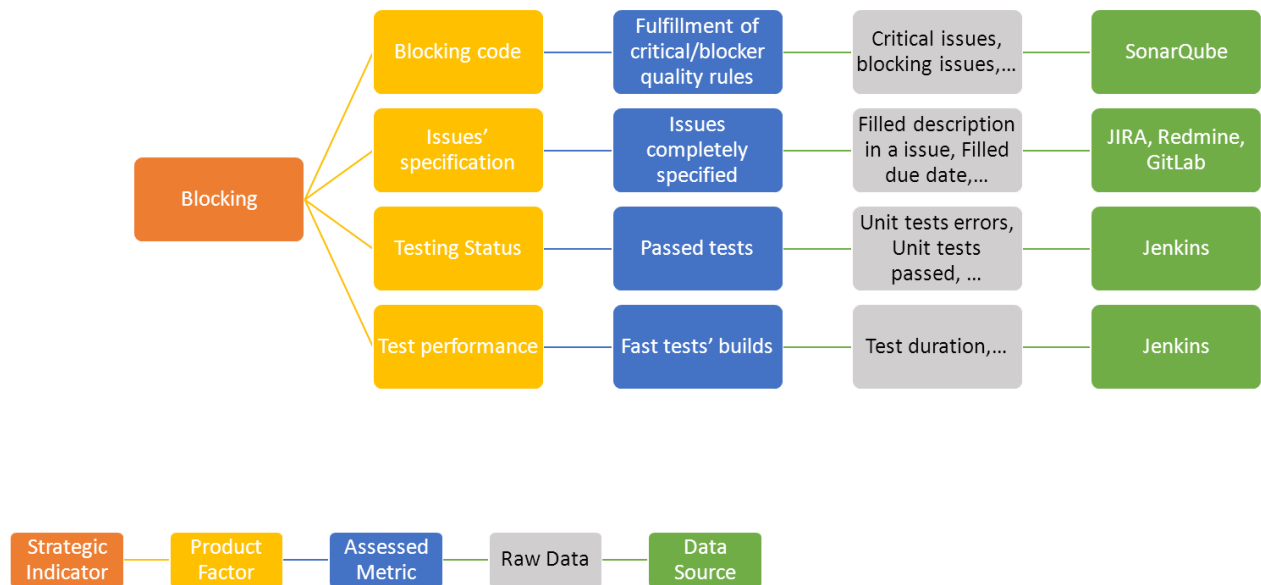 Blocking
Blocking code
Fulfillment of
critical/blocker
quality rules
Critical issues,
blocking issues,...
SonarQube
Issues’
specification
Issues
completely
specified
Filled description
in a issue, Filled
due date,...
JIRA, Redmine,
GitLab
Testing Status
Passed tests
Unit tests errors,
Unit tests
passed, ...
Jenkins
Test performance
Fast tests’ builds
Test duration,...
Jenkins
Strategic
Indicator
Product
Factor
Assessed
Metric
Raw Data
Data
Source